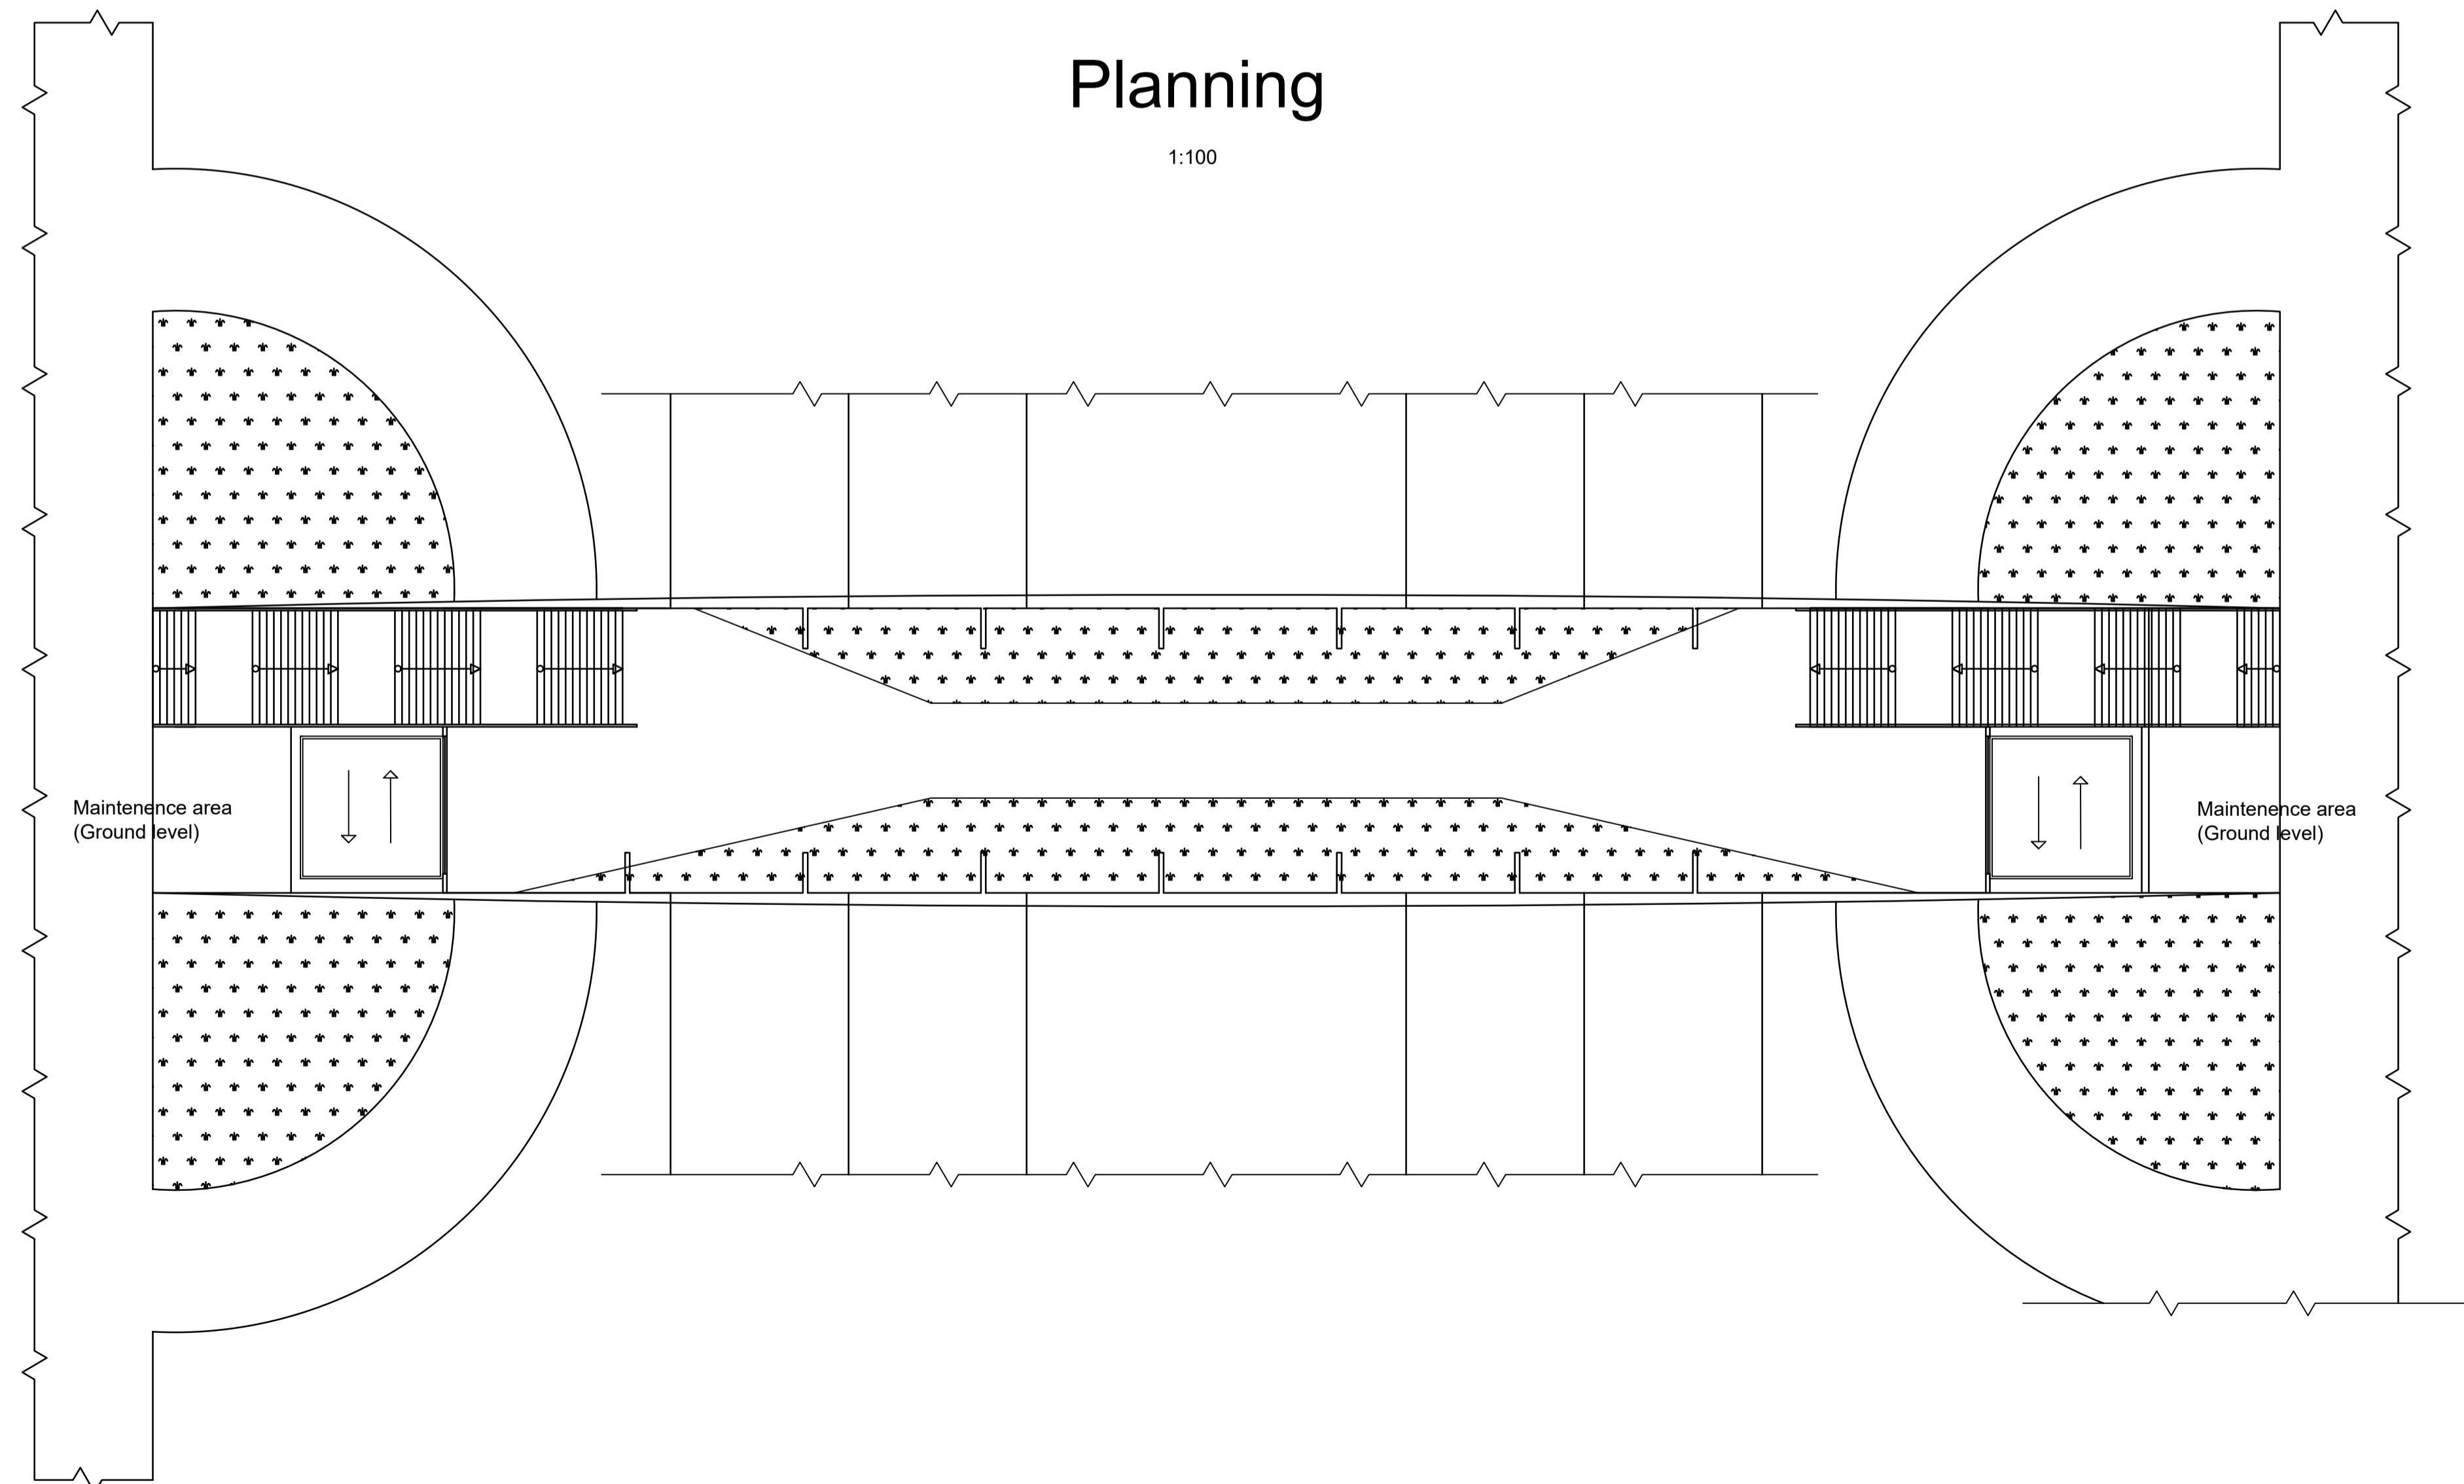 Planning
1:100
Maintenence area
(Ground level)
Maintenence area
(Ground level)